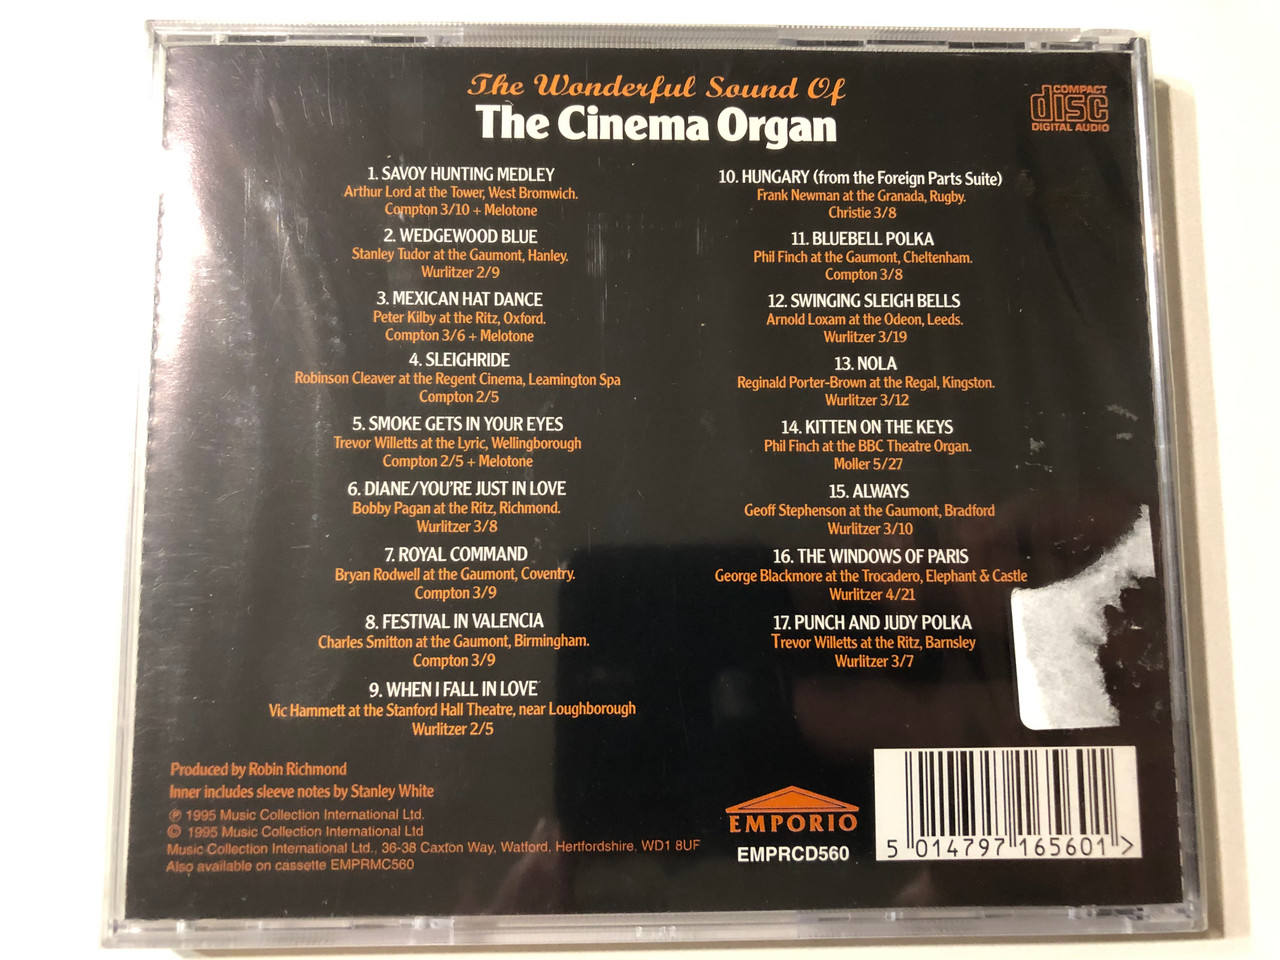 The Wonderful Sound Of
The Cinema Organ
COMPACT
disc
DIGITAL AUDIO
1. SAVOY HUNTING MEDLEY
Arthur Lord at the Tower, West Bromwich.
Compton 3/10 + Melotone
2. WEDGEWOOD BLUE
Stanley Tudor at the Gaumont, Hanley.
Wurlitzer 2/9
3. MEXICAN HAT DANCE
Peter Kilby at the Ritz, Oxford.
Compton 3/6 + Melotone
4. SLEIGHRIDE
Robinson Cleaver at the Regent Cinema, Leamington Spa
Compton 2/5
5. SMOKE GETS IN YOUR EYES
Trevor Willetts at the Lyric, Wellingborough
Compton 2/5 + Melotone
6. DIANE/YOU'RE JUST IN LOVE
Bobby Pagan at the Ritz, Richmond.
Wurlitzer 3/8
7. ROYAL COMMAND
Bryan Rodwell at the Gaumont, Coventry.
Compton 3/9
8. FESTIVAL IN VALENCIA
Charles Smitton at the Gaumont, Birmingham.
Compton 3/9
9. WHEN I FALL IN LOVE
Vic Hammett at the Stanford Hall Theatre, near Loughborough
Wurlitzer 2/5
10. HUNGARY (from the Foreign Parts Suite)
Frank Newman at the Granada, Rugby.
Christie 3/8
11. BLUEBELL POLKA
Phil Finch at the Gaumont, Cheltenham.
Compton 3/8
12. SWINGING SLEIGH BELLS
Arnold Loxam at the Odeon, Leeds.
Wurlitzer 3/19
13. NOLA
Reginald Porter-Brown at the Regal, Kingston.
Wurlitzer 3/12
14. KITTEN ON THE KEYS
Phil Finch at the BBC Theatre Organ.
Moller 5/27
15. ALWAYS
Geoff Stephenson at the Gaumont, Bradford
Wurlitzer 3/10
16. THE WINDOWS OF PARIS
George Blackmore at the Trocadero, Elephant & Castle
Wurlitzer 4/21
17. PUNCH AND JUDY POLKA
Trevor Willetts at the Ritz, Barnsley
Wurlitzer 3/7
Produced by Robin Richmond
Inner includes sleeve notes by Stanley White
℗ 1995 Music Collection International Ltd.
© 1995 Music Collection International Ltd
Music Collection International Ltd., 36-38 Caxton Way, Watford, Hertfordshire, WD1 8UF
Also available on cassette EMPRMC560
EMPORIO
EMPRCD560
5 014797 165601 >